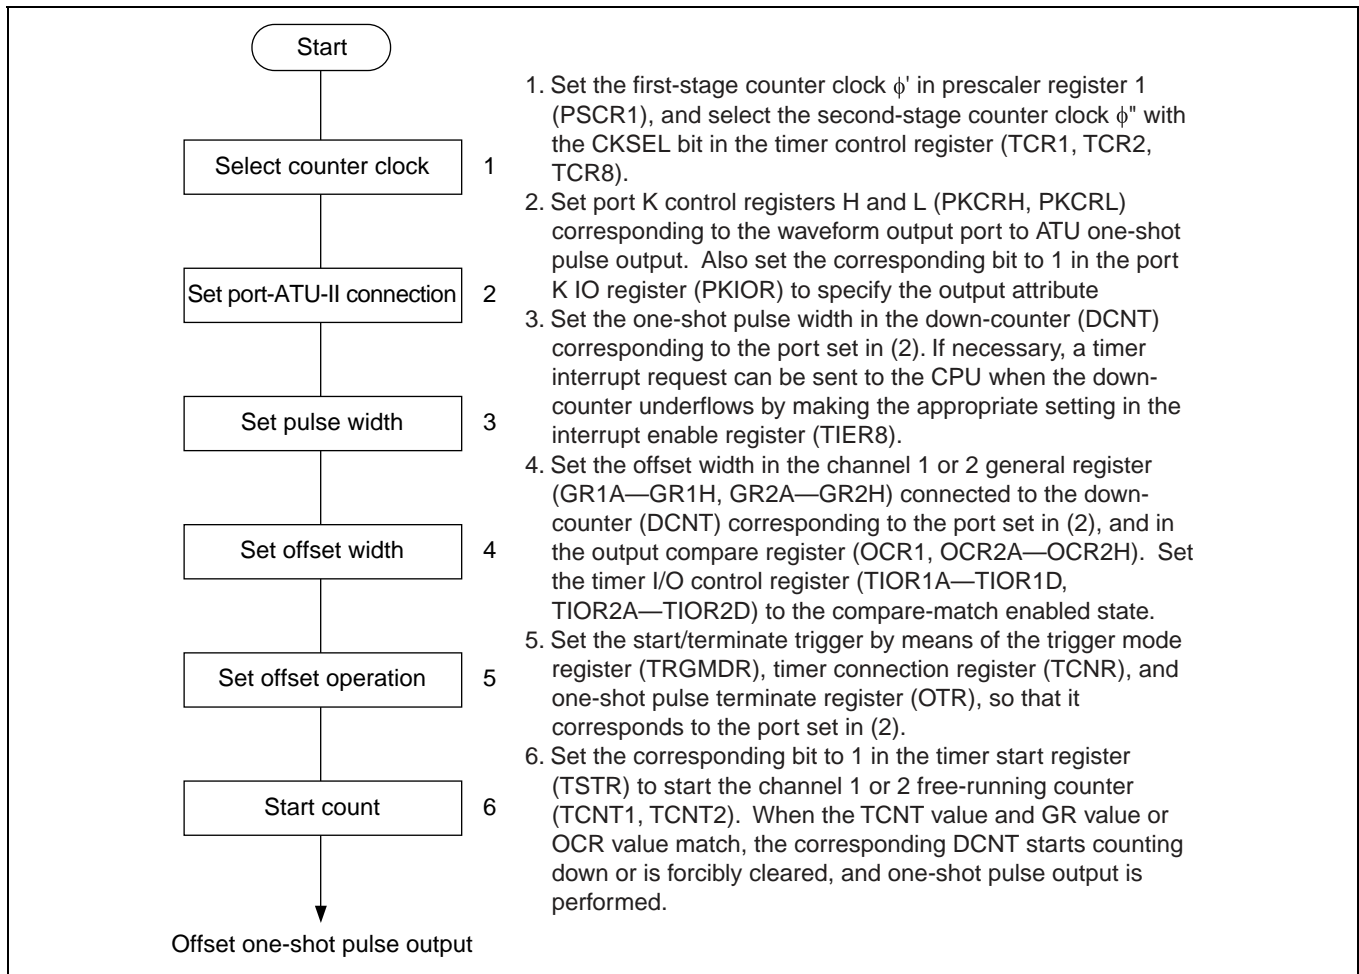 Start
Select counter clock
1
Set port-ATU-II connection
2
Set pulse width
3
Set offset width
4
Set offset operation
5
Start count
6
Offset one-shot pulse output
1. Set the first-stage counter clock ϕ' in prescaler register 1
(PSCR1), and select the second-stage counter clock ϕ" with
the CKSEL bit in the timer control register (TCR1, TCR2,
TCR8).
2. Set port K control registers H and L (PKCRH, PKCRL)
corresponding to the waveform output port to ATU one-shot
pulse output.  Also set the corresponding bit to 1 in the port
K IO register (PKIOR) to specify the output attribute
3. Set the one-shot pulse width in the down-counter (DCNT)
corresponding to the port set in (2). If necessary, a timer
interrupt request can be sent to the CPU when the down-
counter underflows by making the appropriate setting in the
interrupt enable register (TIER8).
4. Set the offset width in the channel 1 or 2 general register
(GR1A—GR1H, GR2A—GR2H) connected to the down-
counter (DCNT) corresponding to the port set in (2), and in
the output compare register (OCR1, OCR2A—OCR2H).  Set
the timer I/O control register (TIOR1A—TIOR1D,
TIOR2A—TIOR2D) to the compare-match enabled state.
5. Set the start/terminate trigger by means of the trigger mode
register (TRGMDR), timer connection register (TCNR), and
one-shot pulse terminate register (OTR), so that it
corresponds to the port set in (2).
6. Set the corresponding bit to 1 in the timer start register
(TSTR) to start the channel 1 or 2 free-running counter
(TCNT1, TCNT2).  When the TCNT value and GR value or
OCR value match, the corresponding DCNT starts counting
down or is forcibly cleared, and one-shot pulse output is
performed.